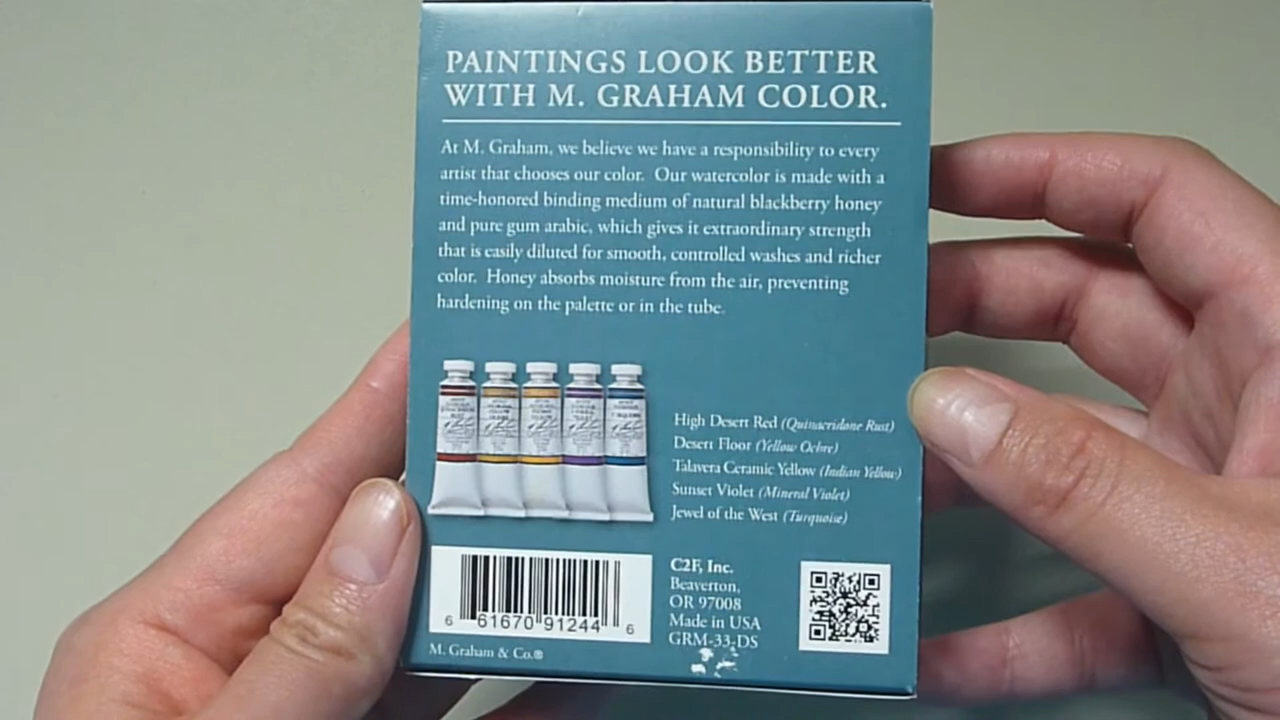 PAINTINGS LOOK BETTER
WITH M. GRAHAM COLOR.
At M. Graham, we believe we have a responsibility to every
artist that chooses our color. Our watercolor is made with a
time-honored binding medium of natural blackberry honey
and pure gum arabic, which gives it extraordinary strength
that is easily diluted for smooth, controlled washes and richer
color. Honey absorbs moisture from the air, preventing
hardening on the palette or in the tube.
High Desert Red (Quinacridone Rust)
Desert Floor (Yellow Ochre)
Talavera Ceramic Yellow (Indian Yellow)
Sunset Violet (Mineral Violet)
Jewel of the West (Turquoise)
6 61670 91244 6
M. Graham & Co.®
C2F, Inc.
Beaverton,
OR 97008
Made in USA
GRM-33-DS